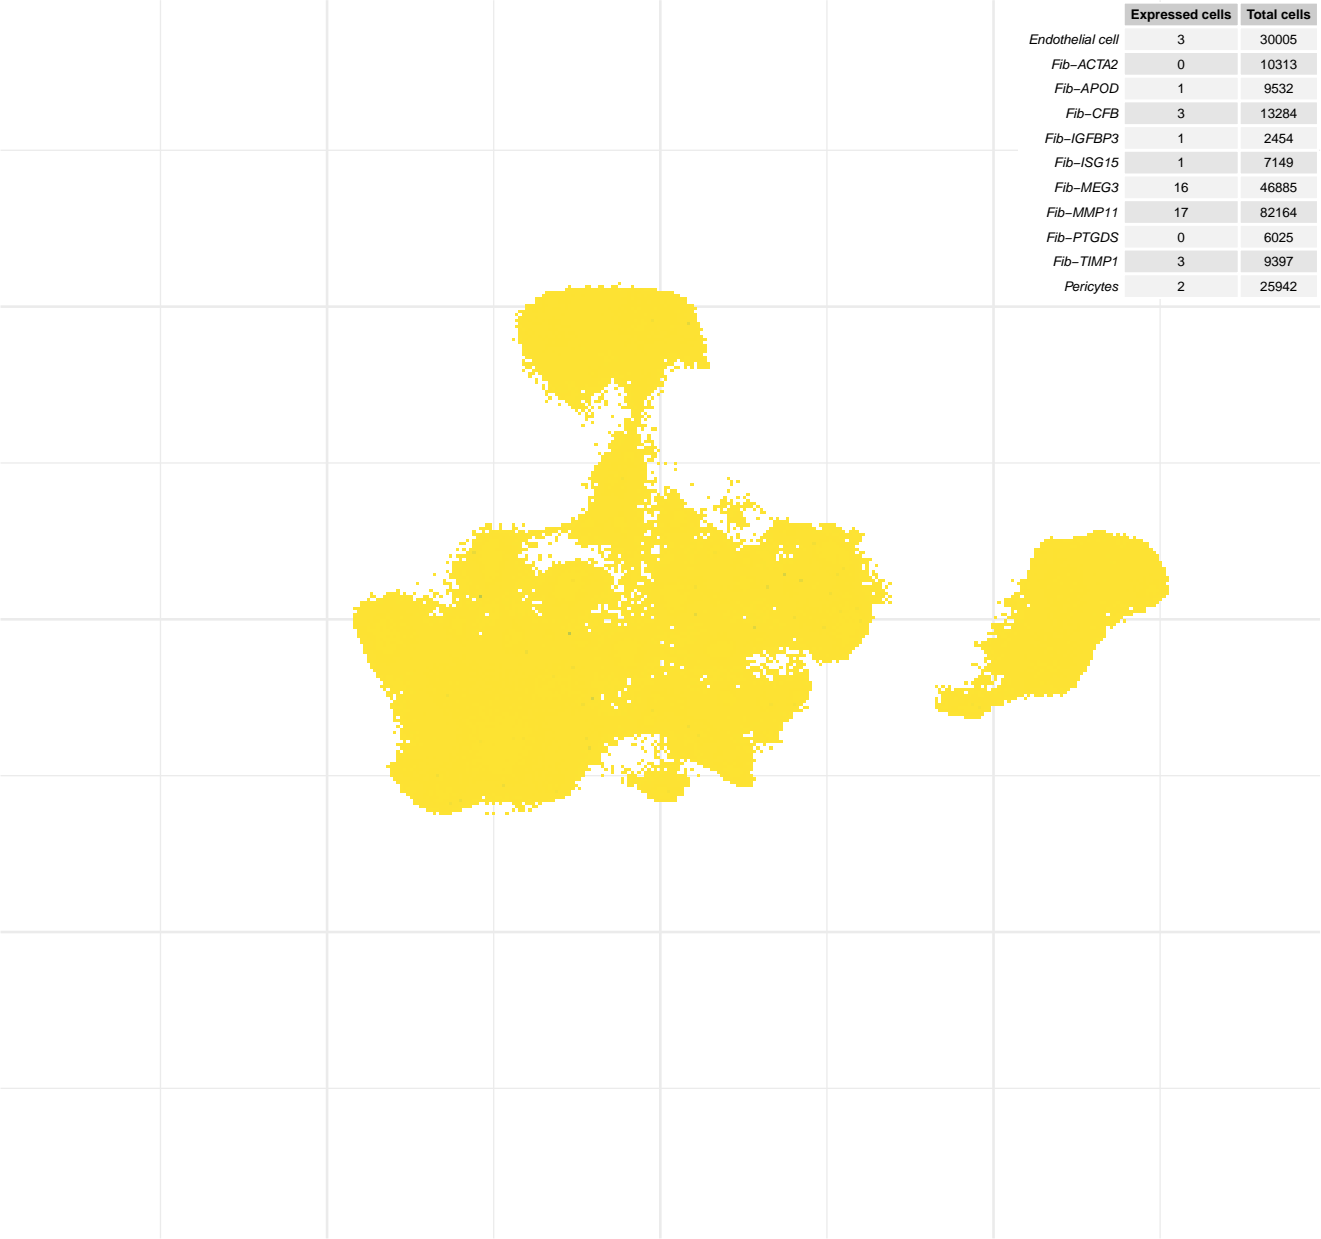 Expressed cells Total cells
Endothelial cell 3 30005
Fib−ACTA2 0 10313
Fib−APOD 1 9532
Fib−CFB 3 13284
Fib−IGFBP3 1 2454
Fib−ISG15 1 7149
Fib−MEG3 16 46885
Fib−MMP11 17 82164
Fib−PTGDS 0 6025
Fib−TIMP1 3 9397
Pericytes 2 25942